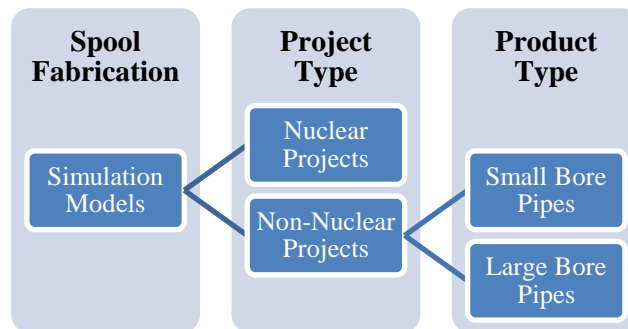 Spool
Fabrication
Project
Type
Product
Type
Simulation
Models
Nuclear
Projects
Non-Nuclear
Projects
Small Bore
Pipes
Large Bore
Pipes